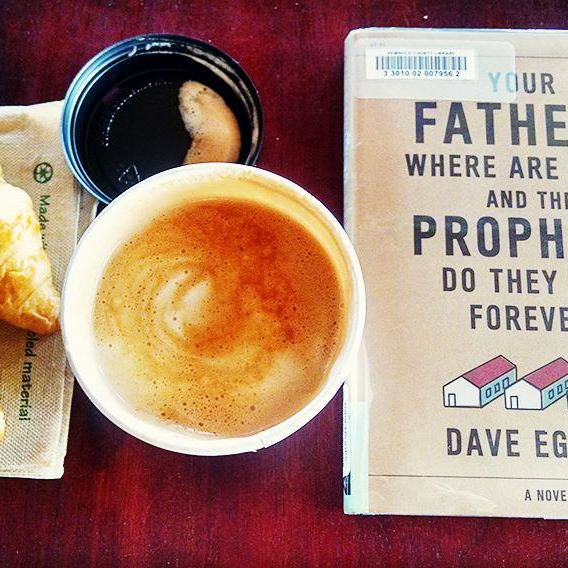 Made
led material
3 3010 02 007956 2
YOUR
FATHE
WHERE ARE
AND THE
PROPH
DO THEY
FOREVE
DAVE EG
A NOVE